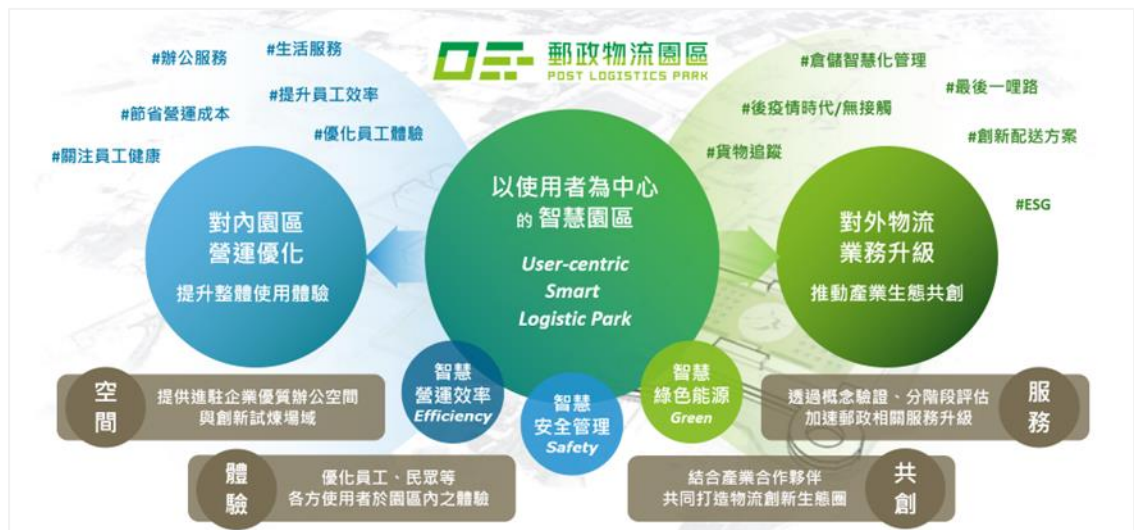 郵政物流園區
POST LOGISTICS PARK
#辦公服務
#生活服務
#節省營運成本
#提升員工效率
#關注員工健康
#優化員工體驗
#倉儲智慧化管理
#最後一哩路
#後疫情時代/無接觸
#創新配送方案
#貨物追蹤
#ESG
對內園區
營運優化
提升整體使用體驗
以使用者為中心
的 智慧園區
User-centric
Smart
Logistic Park
對外物流
業務升級
推動產業生態共創
智慧
營運效率
Efficiency
智慧
安全管理
Safety
智慧
綠色能源
Green
空間
提供進駐企業優質辦公空間
與創新試煉場域
體驗
優化員工、民眾等
各方使用者於園區內之體驗
透過概念驗證、分階段評估
加速郵政相關服務升級
服務
結合產業合作夥伴
共同打造物流創新生態圈
共創